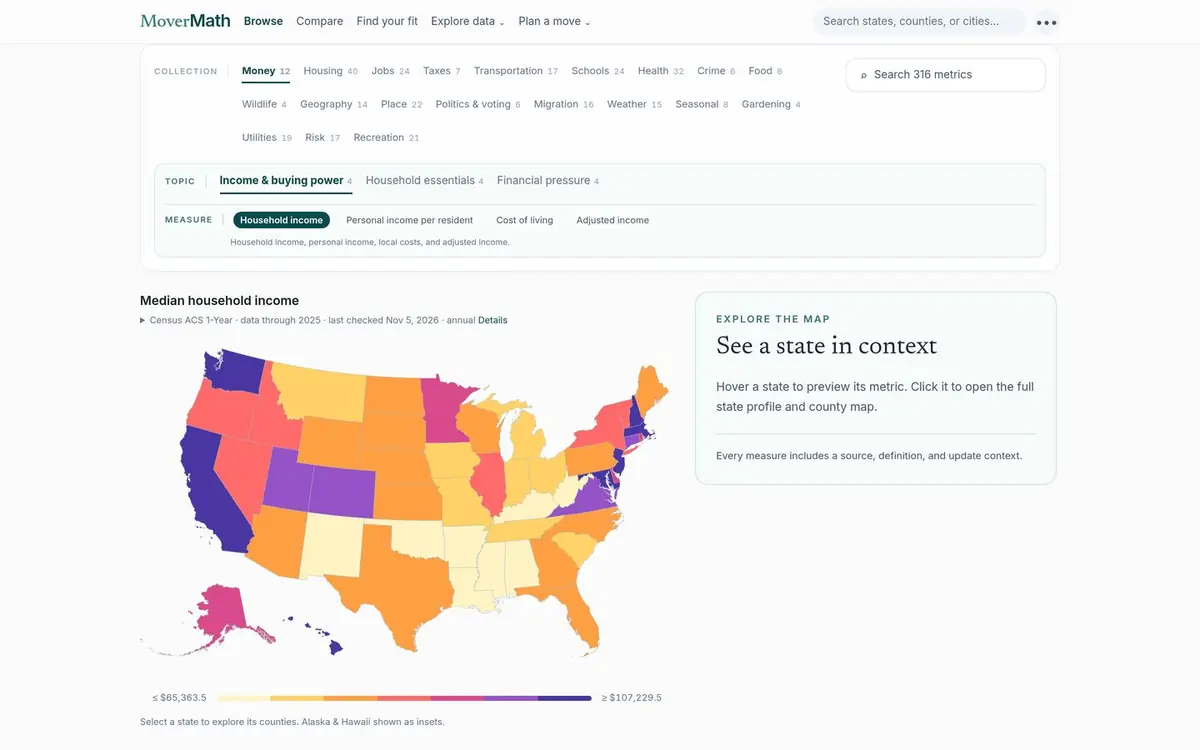 MoverMath Browse Compare Find your fit Explore data ⌄ Plan a move ⌄ Search states, counties, or cities...
COLLECTION Money 12 Housing 40 Jobs 24 Taxes 7 Transportation 17 Schools 24 Health 32 Crime 6 Food 6
Search 316 metrics
Wildlife 4 Geography 14 Place 22 Politics & voting 6 Migration 16 Weather 15 Seasonal 8 Gardening 4
Utilities 19 Risk 17 Recreation 21
TOPIC Income & buying power 4 Household essentials 4 Financial pressure 4
MEASURE Household income Personal income per resident Cost of living Adjusted income
Household income, personal income, local costs, and adjusted income.
Median household income
Census ACS 1-Year · data through 2025 · last checked Nov 5, 2026 · annual Details
EXPLORE THE MAP
See a state in context
Hover a state to preview its metric. Click it to open the full
state profile and county map.
Every measure includes a source, definition, and update context.
≤ $65,363.5 ≥ $107,229.5
Select a state to explore its counties. Alaska & Hawaii shown as insets.